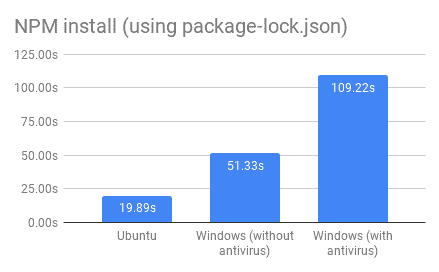 NPM install (using package-lock.json)
125.00s
100.00s
75.00s
50.00s
25.00s
0.00s
109.22s
51.33s
19.89s
Ubuntu
Windows (without
antivirus)
Windows (with
antivirus)